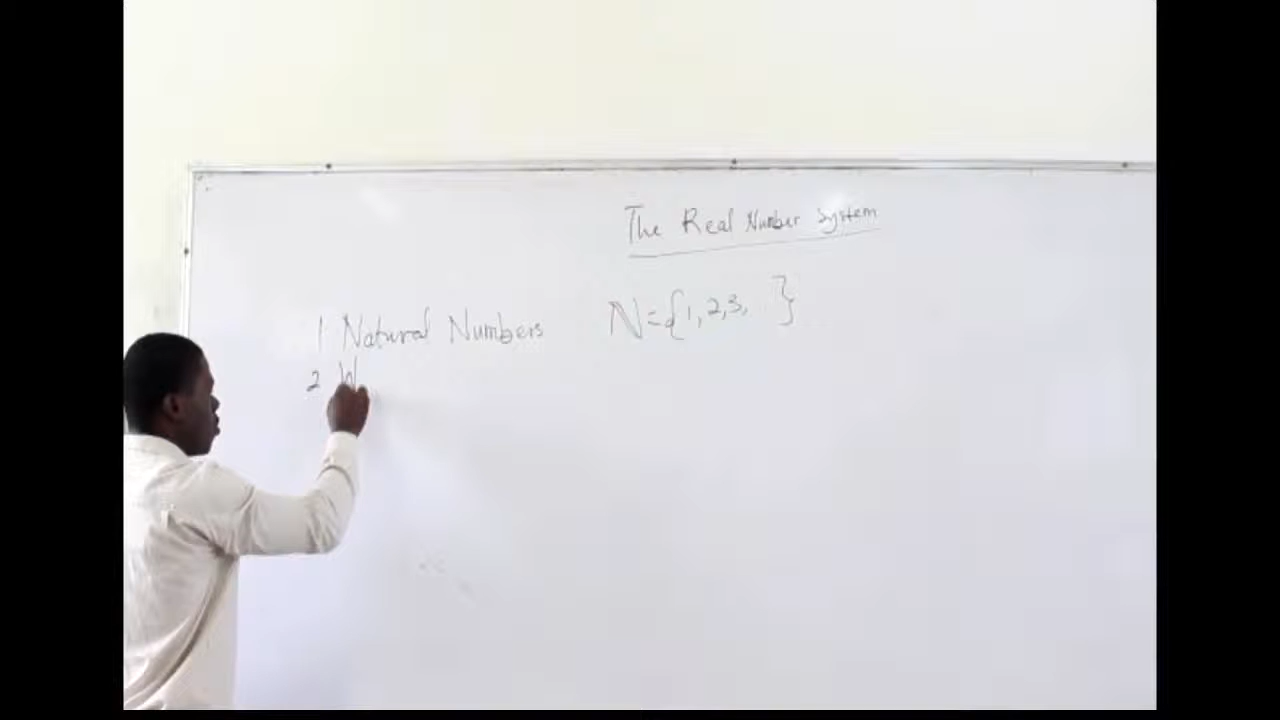 The Real Number System
1 Natural Numbers N={1,2,3, }
2 W